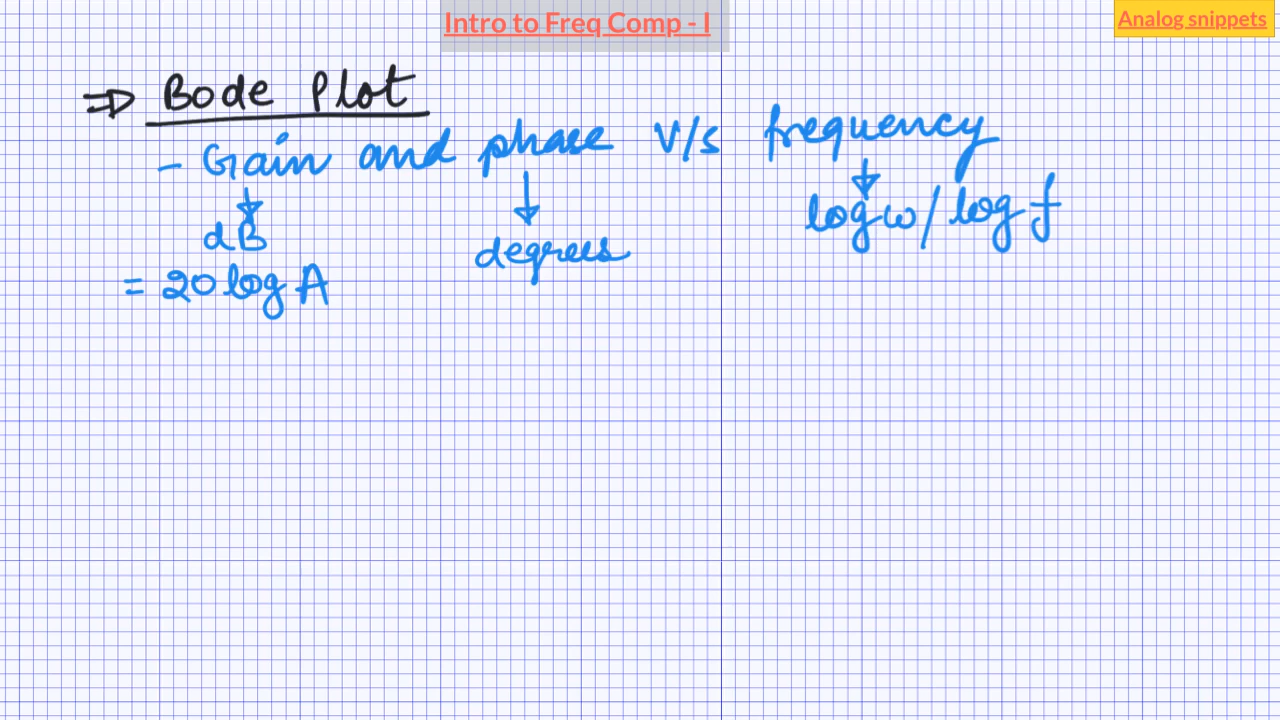 Intro to Freq Comp - I
Analog snippets
⇒ Bode Plot
- Gain and phase V/s frequency
↓ ↓ ↓
dB degrees log ω / log f
= 20 log A